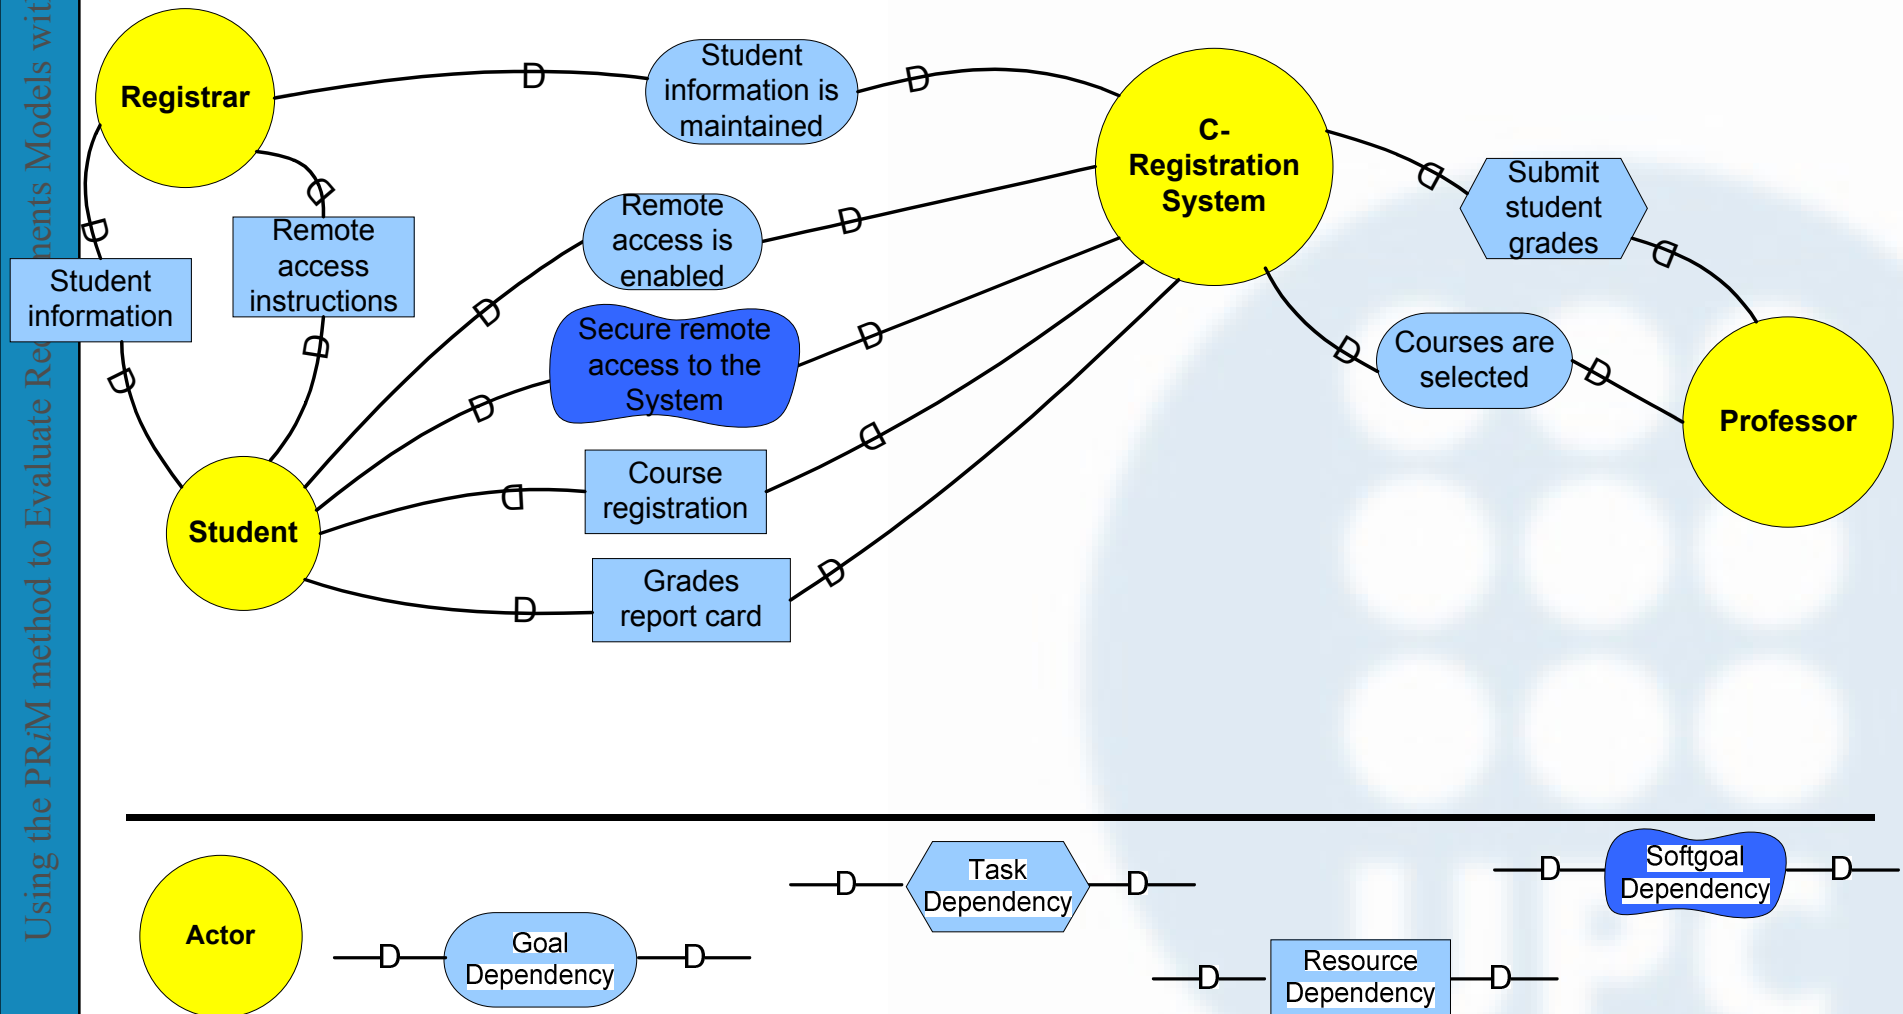 Using the PRiM method to Evaluate Re
ments Models wit
Registrar
D
Student
information is
maintained
D
C-
Registration
System
D
Submit
student
grades
D
D
Remote
access
instructions
D
D
Student
information
D
Remote
access is
enabled
D
D
Secure remote
access to the
System
D
D
D
Courses are
selected
D
Professor
Course
registration
D
D
Student
Grades
report card
D
D
Actor
D
Goal
Dependency
D
D
Task
Dependency
D
D
Resource
Dependency
D
D
Softgoal
Dependency
D
UPC